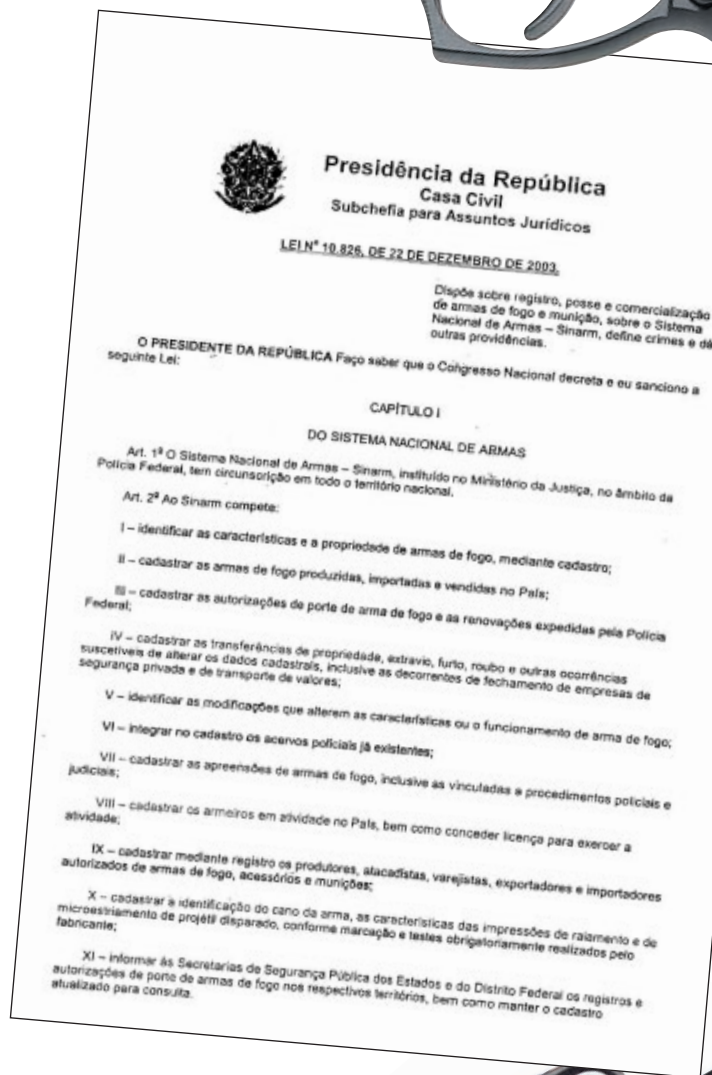 Presidência da República
Casa Civil
Subchefia para Assuntos Jurídicos
LEI Nº 10.826, DE 22 DE DEZEMBRO DE 2003.
Dispõe sobre registro, posse e comercialização
de armas de fogo e munição, sobre o Sistema
Nacional de Armas – Sinarm, define crimes e dá
outras providências.
O PRESIDENTE DA REPÚBLICA Faço saber que o Congresso Nacional decreta e eu sanciono a
seguinte Lei:
CAPÍTULO I
DO SISTEMA NACIONAL DE ARMAS
Art. 1º O Sistema Nacional de Armas – Sinarm, instituído no Ministério da Justiça, no âmbito da
Polícia Federal, tem circunscrição em todo o território nacional.
Art. 2º Ao Sinarm compete:
I – identificar as características e a propriedade de armas de fogo, mediante cadastro;
II – cadastrar as armas de fogo produzidas, importadas e vendidas no País;
III – cadastrar as autorizações de porte de arma de fogo e as renovações expedidas pela Polícia
Federal;
IV – cadastrar as transferências de propriedade, extravio, furto, roubo e outras ocorrências
suscetíveis de alterar os dados cadastrais, inclusive as decorrentes de fechamento de empresas de
segurança privada e de transporte de valores;
V – identificar as modificações que alterem as características ou o funcionamento de arma de fogo;
VI – integrar no cadastro os acervos policiais já existentes;
VII – cadastrar as apreensões de armas de fogo, inclusive as vinculadas a procedimentos policiais e
judiciais;
VIII – cadastrar os armeiros em atividade no País, bem como conceder licença para exercer a
atividade;
IX – cadastrar mediante registro os produtores, atacadistas, varejistas, exportadores e importadores
autorizados de armas de fogo, acessórios e munições;
X – cadastrar a identificação do cano da arma, as características das impressões de raiamento e de
microestriamento de projétil disparado, conforme marcação e testes obrigatoriamente realizados pelo
fabricante;
XI – informar às Secretarias de Segurança Pública dos Estados e do Distrito Federal os registros e
autorizações de porte de armas de fogo nos respectivos territórios, bem como manter o cadastro
atualizado para consulta.